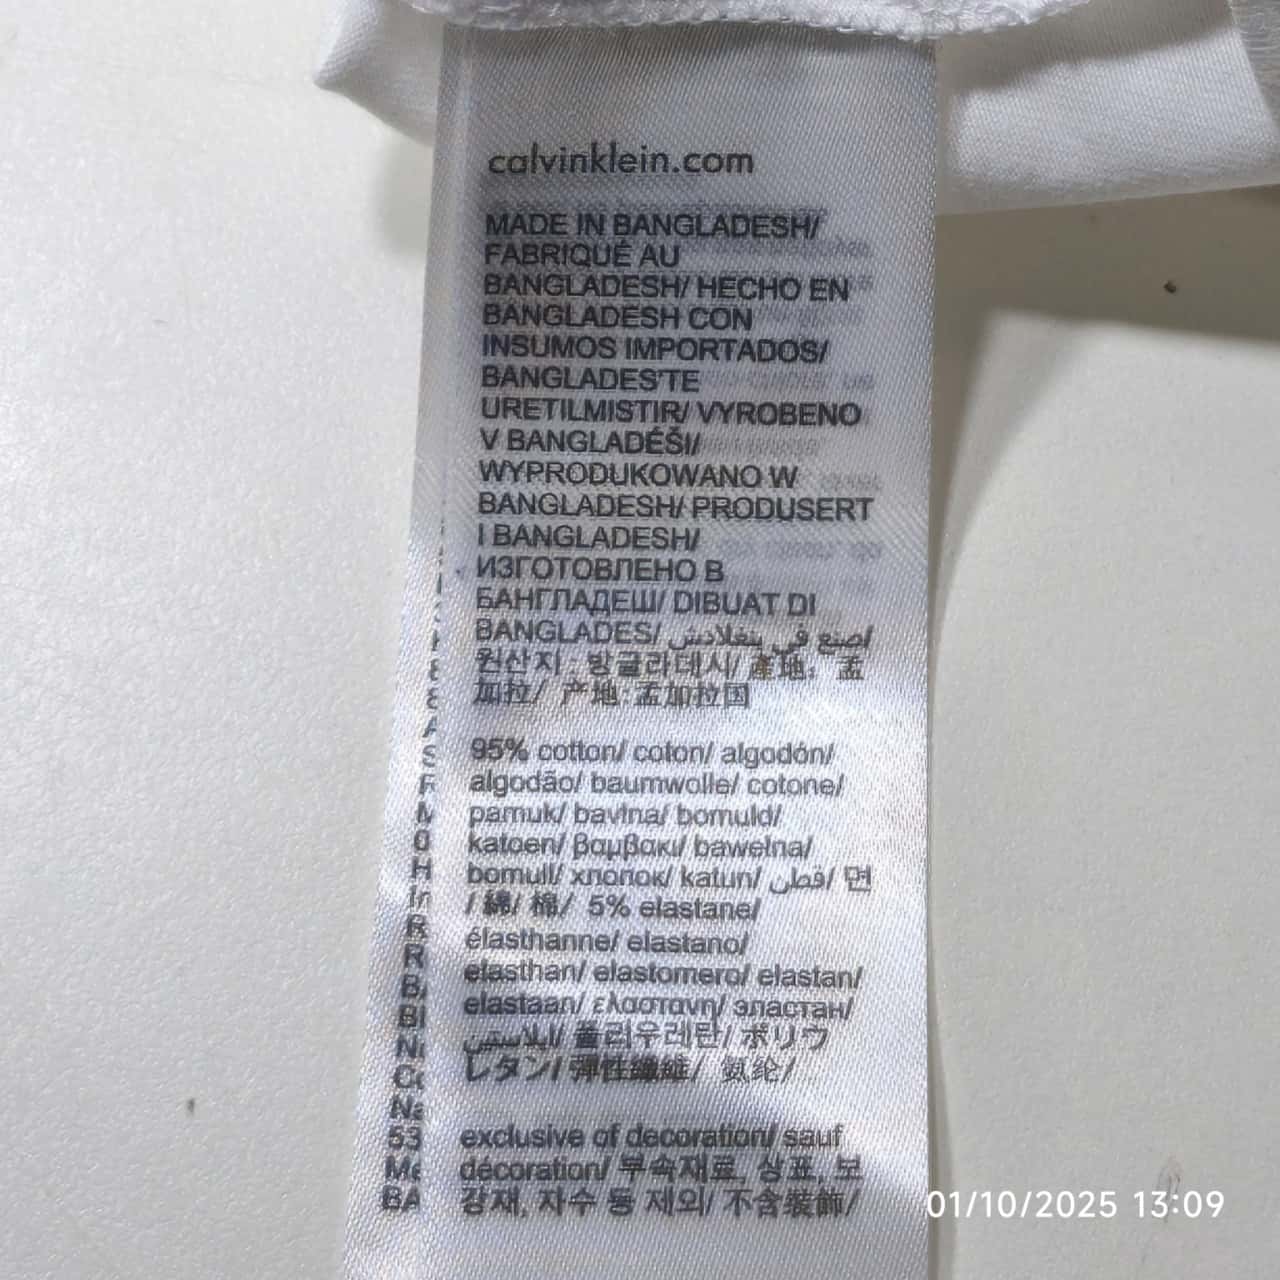 calvinklein.com
MADE IN BANGLADESH/
FABRIQUÉ AU
BANGLADESH/ HECHO EN
BANGLADESH CON
INSUMOS IMPORTADOS/
BANGLADES'TE
URETILMISTIR/ VYROBENO
V BANGLADÉŠI/
WYPRODUKOWANO W
BANGLADESH/ PRODUSERT
I BANGLADESH/
ИЗГОТОВЛЕНО В
БАНГЛАДЕШ/ DIBUAT DI
BANGLADES/ صنع في بنغلادش/
원산지 : 방글라데시/ 產地: 孟
加拉/ 产地: 孟加拉国
95% cotton/ coton/ algodón/
algodão/ baumwolle/ cotone/
pamuk/ bavlna/ bomuld/
katoen/ βαμβακι/ bawełna/
bomull/ хлопок/ katun/ قطن/ 면
/ 綿/ 棉/ 5% elastane/
élasthanne/ elastano/
elasthan/ elastomero/ elastan/
elastaan/ ελαστανη/ эластан/
ايلاستين/ 폴리우레탄/ ポリウ
レタン/ 彈性纖維/ 氨纶/
exclusive of decoration/ sauf
décoration/ 부속재료, 상표, 보
강재, 자수 등 제외/ 不含裝飾/
01/10/2025 13:09